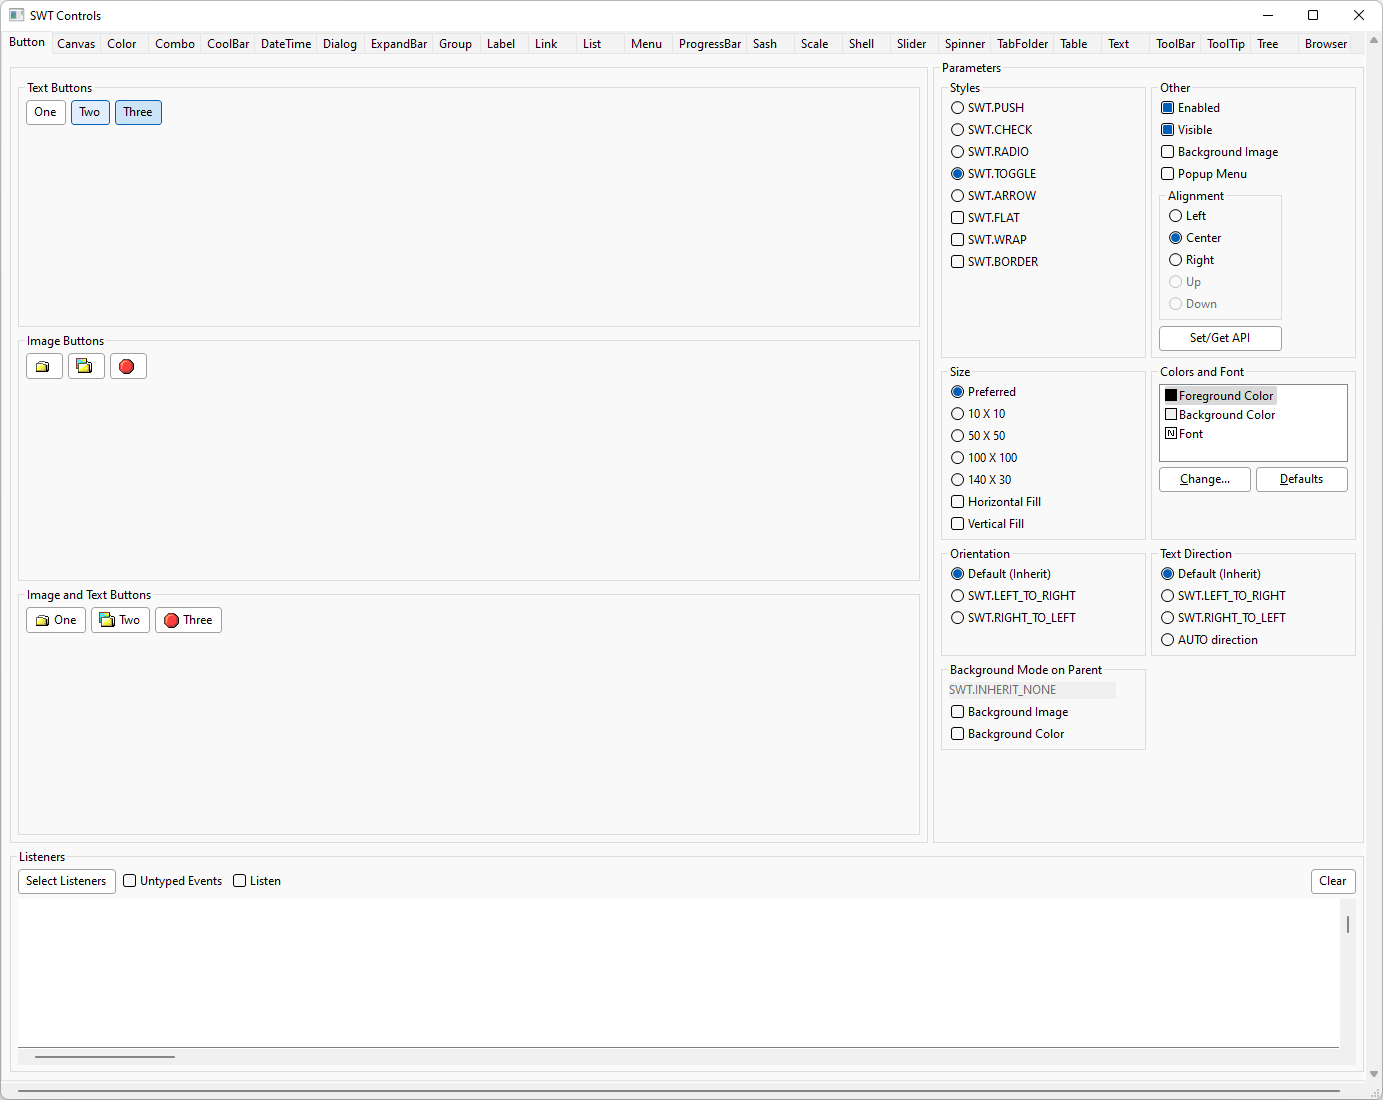 SWT Controls
Button Canvas Color Combo CoolBar DateTime Dialog ExpandBar Group Label Link List Menu ProgressBar Sash Scale Shell Slider Spinner TabFolder Table Text ToolBar ToolTip Tree Browser
Text Buttons
One Two Three
Image Buttons
Image and Text Buttons
One Two Three
Parameters
Styles
SWT.PUSH
SWT.CHECK
SWT.RADIO
SWT.TOGGLE
SWT.ARROW
SWT.FLAT
SWT.WRAP
SWT.BORDER
Other
Enabled
Visible
Background Image
Popup Menu
Alignment
Left
Center
Right
Up
Down
Set/Get API
Size
Preferred
10 X 10
50 X 50
100 X 100
140 X 30
Horizontal Fill
Vertical Fill
Colors and Font
Foreground Color
Background Color
N Font
Change... Defaults
Orientation
Default (Inherit)
SWT.LEFT_TO_RIGHT
SWT.RIGHT_TO_LEFT
Text Direction
Default (Inherit)
SWT.LEFT_TO_RIGHT
SWT.RIGHT_TO_LEFT
AUTO direction
Background Mode on Parent
SWT.INHERIT_NONE
Background Image
Background Color
Listeners
Select Listeners Untyped Events Listen Clear